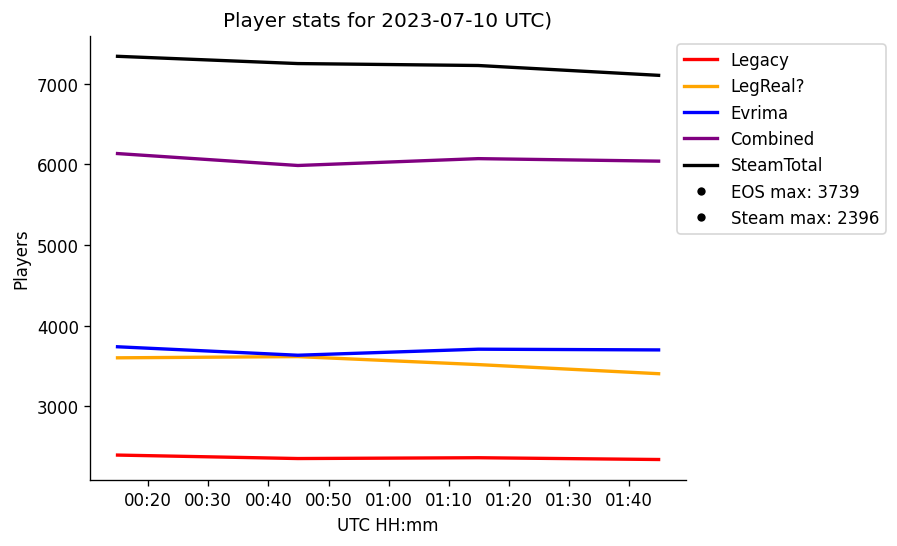 Player stats for 2023-07-10 UTC)
7000
6000
5000
4000
3000
Players
00:20 00:30 00:40 00:50 01:00 01:10 01:20 01:30 01:40
UTC HH:mm
Legacy
LegReal?
Evrima
Combined
SteamTotal
EOS max: 3739
Steam max: 2396